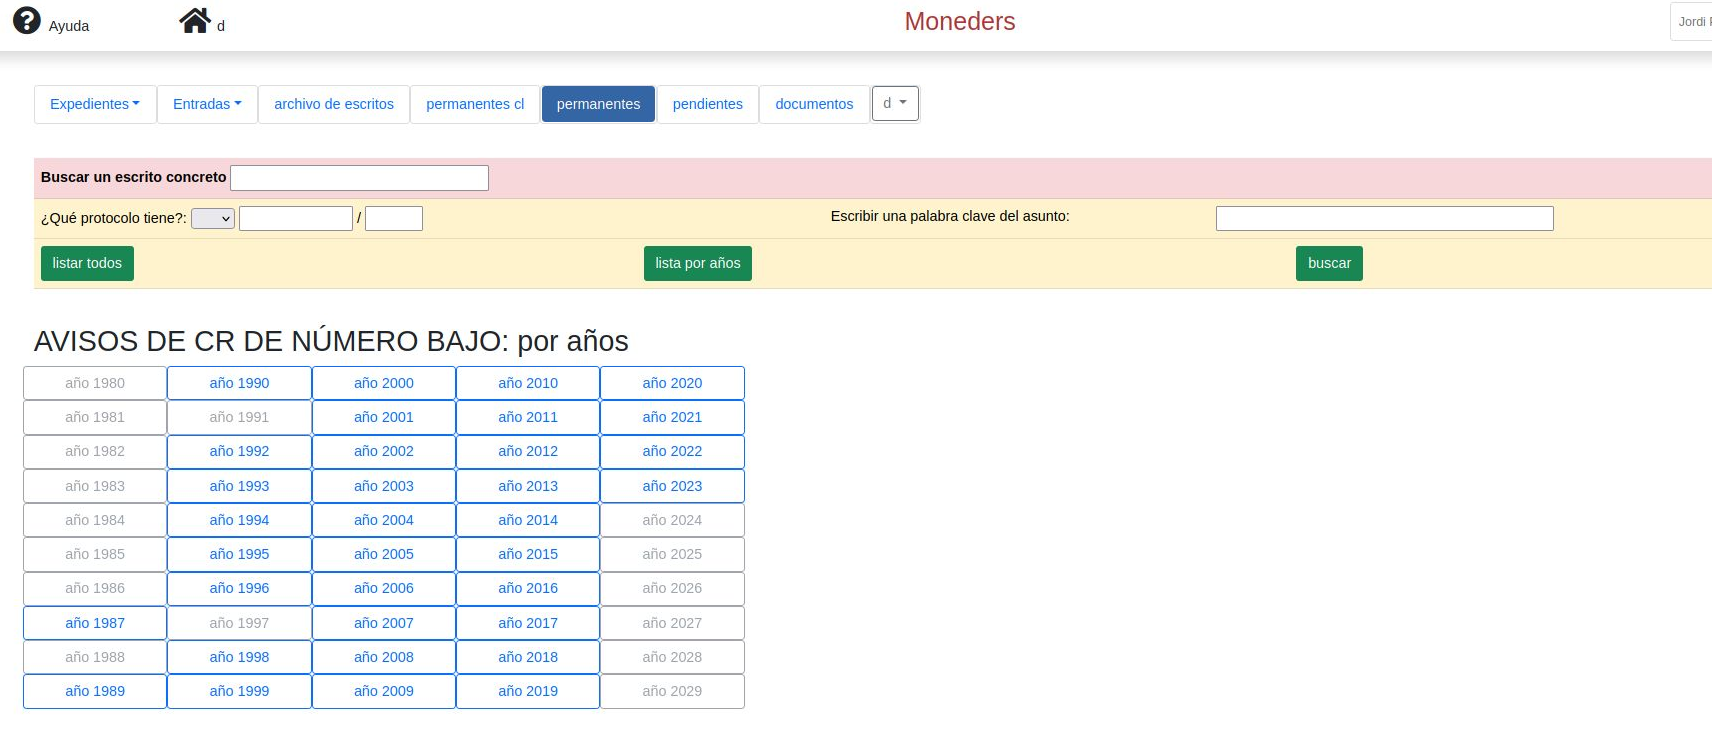 Ayuda d Moneders Jordi
Expedientes Entradas archivo de escritos permanentes cl permanentes pendientes documentos d
Buscar un escrito concreto
¿Qué protocolo tiene?: / Escribir una palabra clave del asunto:
listar todos lista por años buscar
AVISOS DE CR DE NÚMERO BAJO: por años
año 1980 año 1990 año 2000 año 2010 año 2020
año 1981 año 1991 año 2001 año 2011 año 2021
año 1982 año 1992 año 2002 año 2012 año 2022
año 1983 año 1993 año 2003 año 2013 año 2023
año 1984 año 1994 año 2004 año 2014 año 2024
año 1985 año 1995 año 2005 año 2015 año 2025
año 1986 año 1996 año 2006 año 2016 año 2026
año 1987 año 1997 año 2007 año 2017 año 2027
año 1988 año 1998 año 2008 año 2018 año 2028
año 1989 año 1999 año 2009 año 2019 año 2029